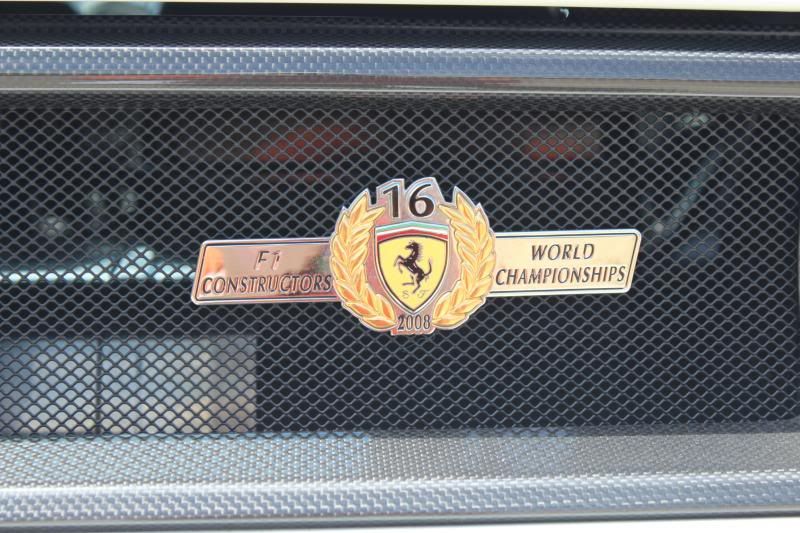 16
F1
CONSTRUCTORS
WORLD
CHAMPIONSHIPS
S F
2008